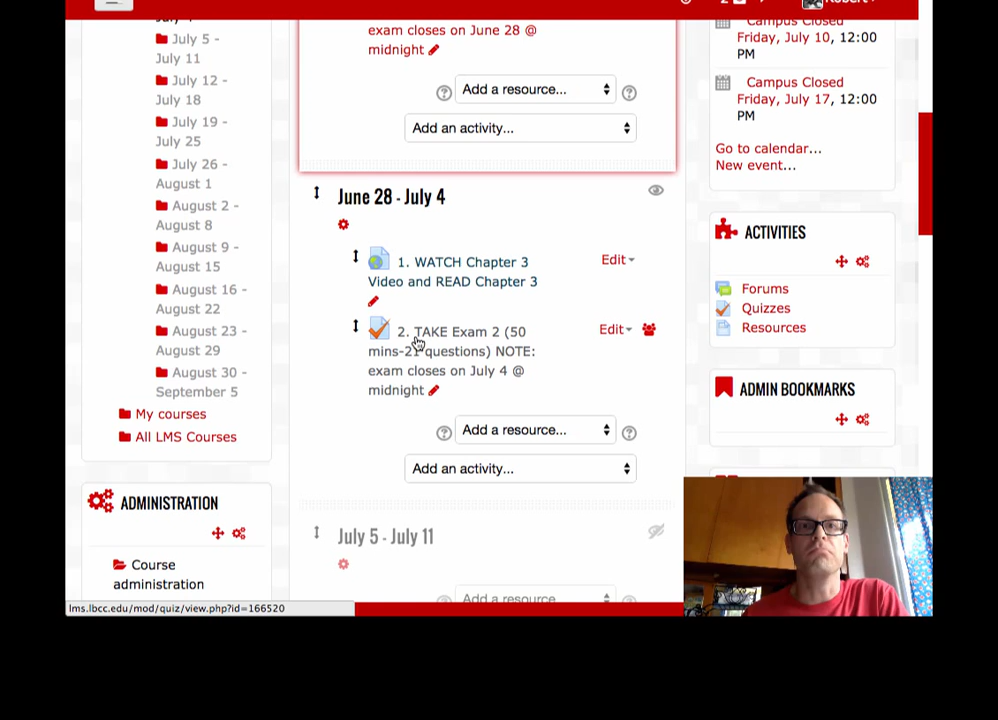 July 5 -
July 11
July 12 -
July 18
July 19 -
July 25
July 26 -
August 1
August 2 -
August 8
August 9 -
August 15
August 16 -
August 22
August 23 -
August 29
August 30 -
September 5
My courses
All LMS Courses
ADMINISTRATION
Course
administration
lms.lbcc.edu/mod/quiz/view.php?id=166520
exam closes on June 28 @
midnight
Add a resource...
Add an activity...
June 28 - July 4
1. WATCH Chapter 3
Video and READ Chapter 3
Edit
2. TAKE Exam 2 (50
mins-21 questions) NOTE:
exam closes on July 4 @
midnight
Edit
Add a resource...
Add an activity...
July 5 - July 11
Add a resource
Campus Closed
Friday, July 10, 12:00
PM
Campus Closed
Friday, July 17, 12:00
PM
Go to calendar...
New event...
ACTIVITIES
Forums
Quizzes
Resources
ADMIN BOOKMARKS